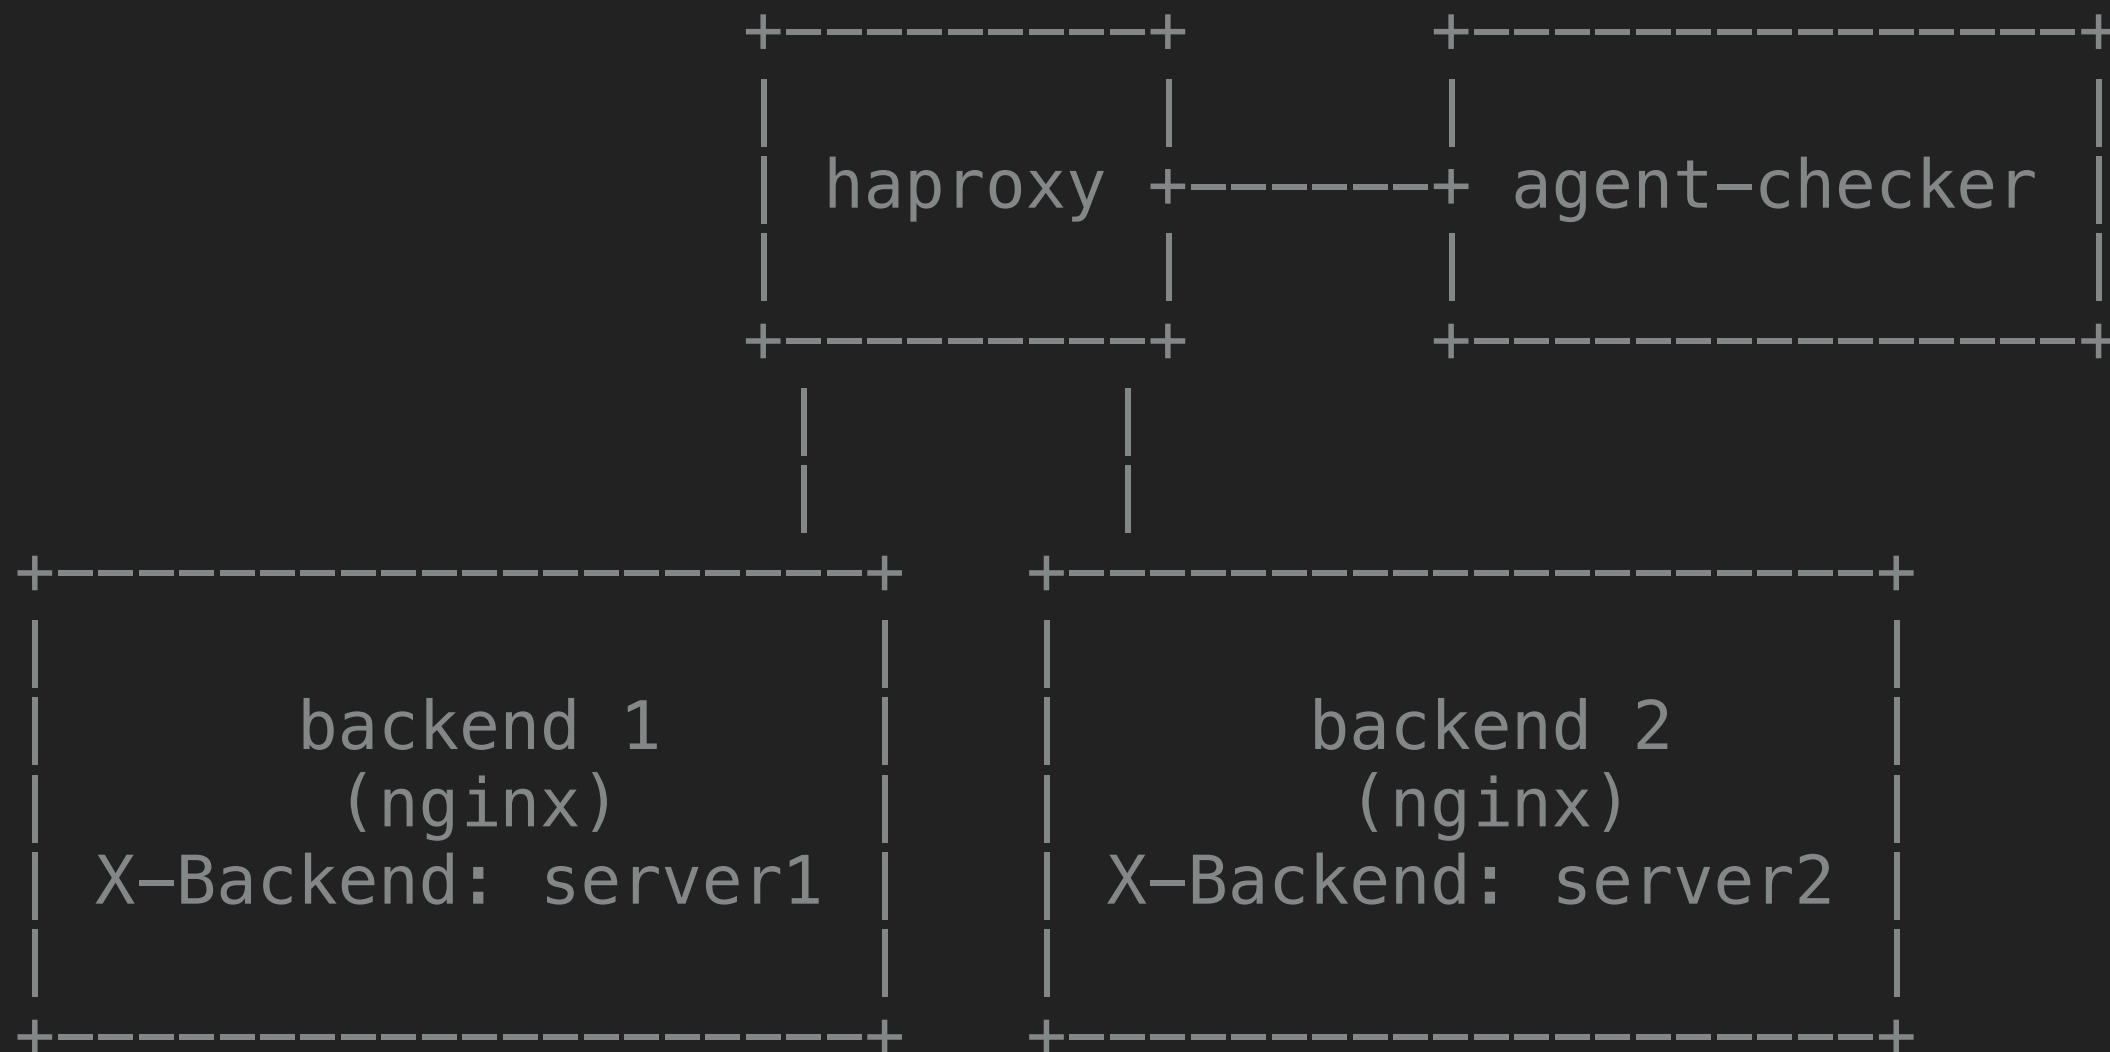 haproxy agent-checker
backend 1 backend 2
(nginx) (nginx)
X-Backend: server1 X-Backend: server2